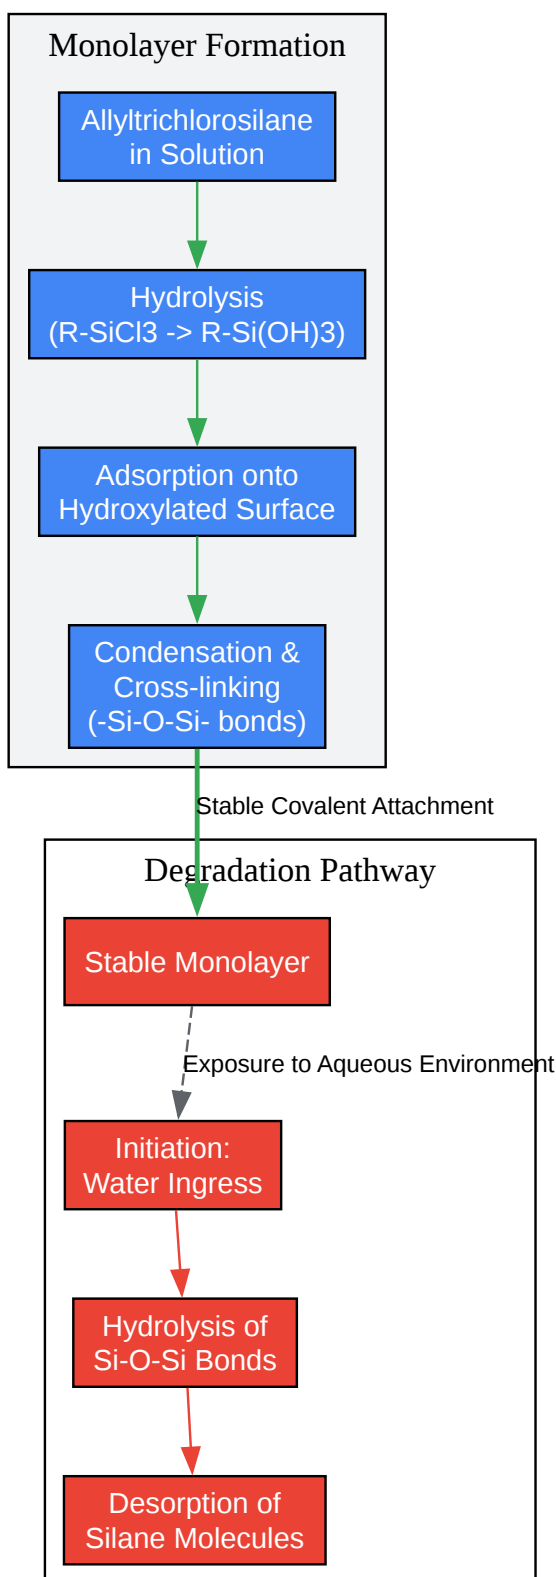 Monolayer Formation
Allyltrichlorosilane
in Solution
Hydrolysis
(R-SiCl3 -> R-Si(OH)3)
Adsorption onto
Hydroxylated Surface
Condensation &
Cross-linking
(-Si-O-Si- bonds)
Stable Covalent Attachment
Degradation Pathway
Stable Monolayer
Exposure to Aqueous Environment
Initiation:
Water Ingress
Hydrolysis of
Si-O-Si Bonds
Desorption of
Silane Molecules